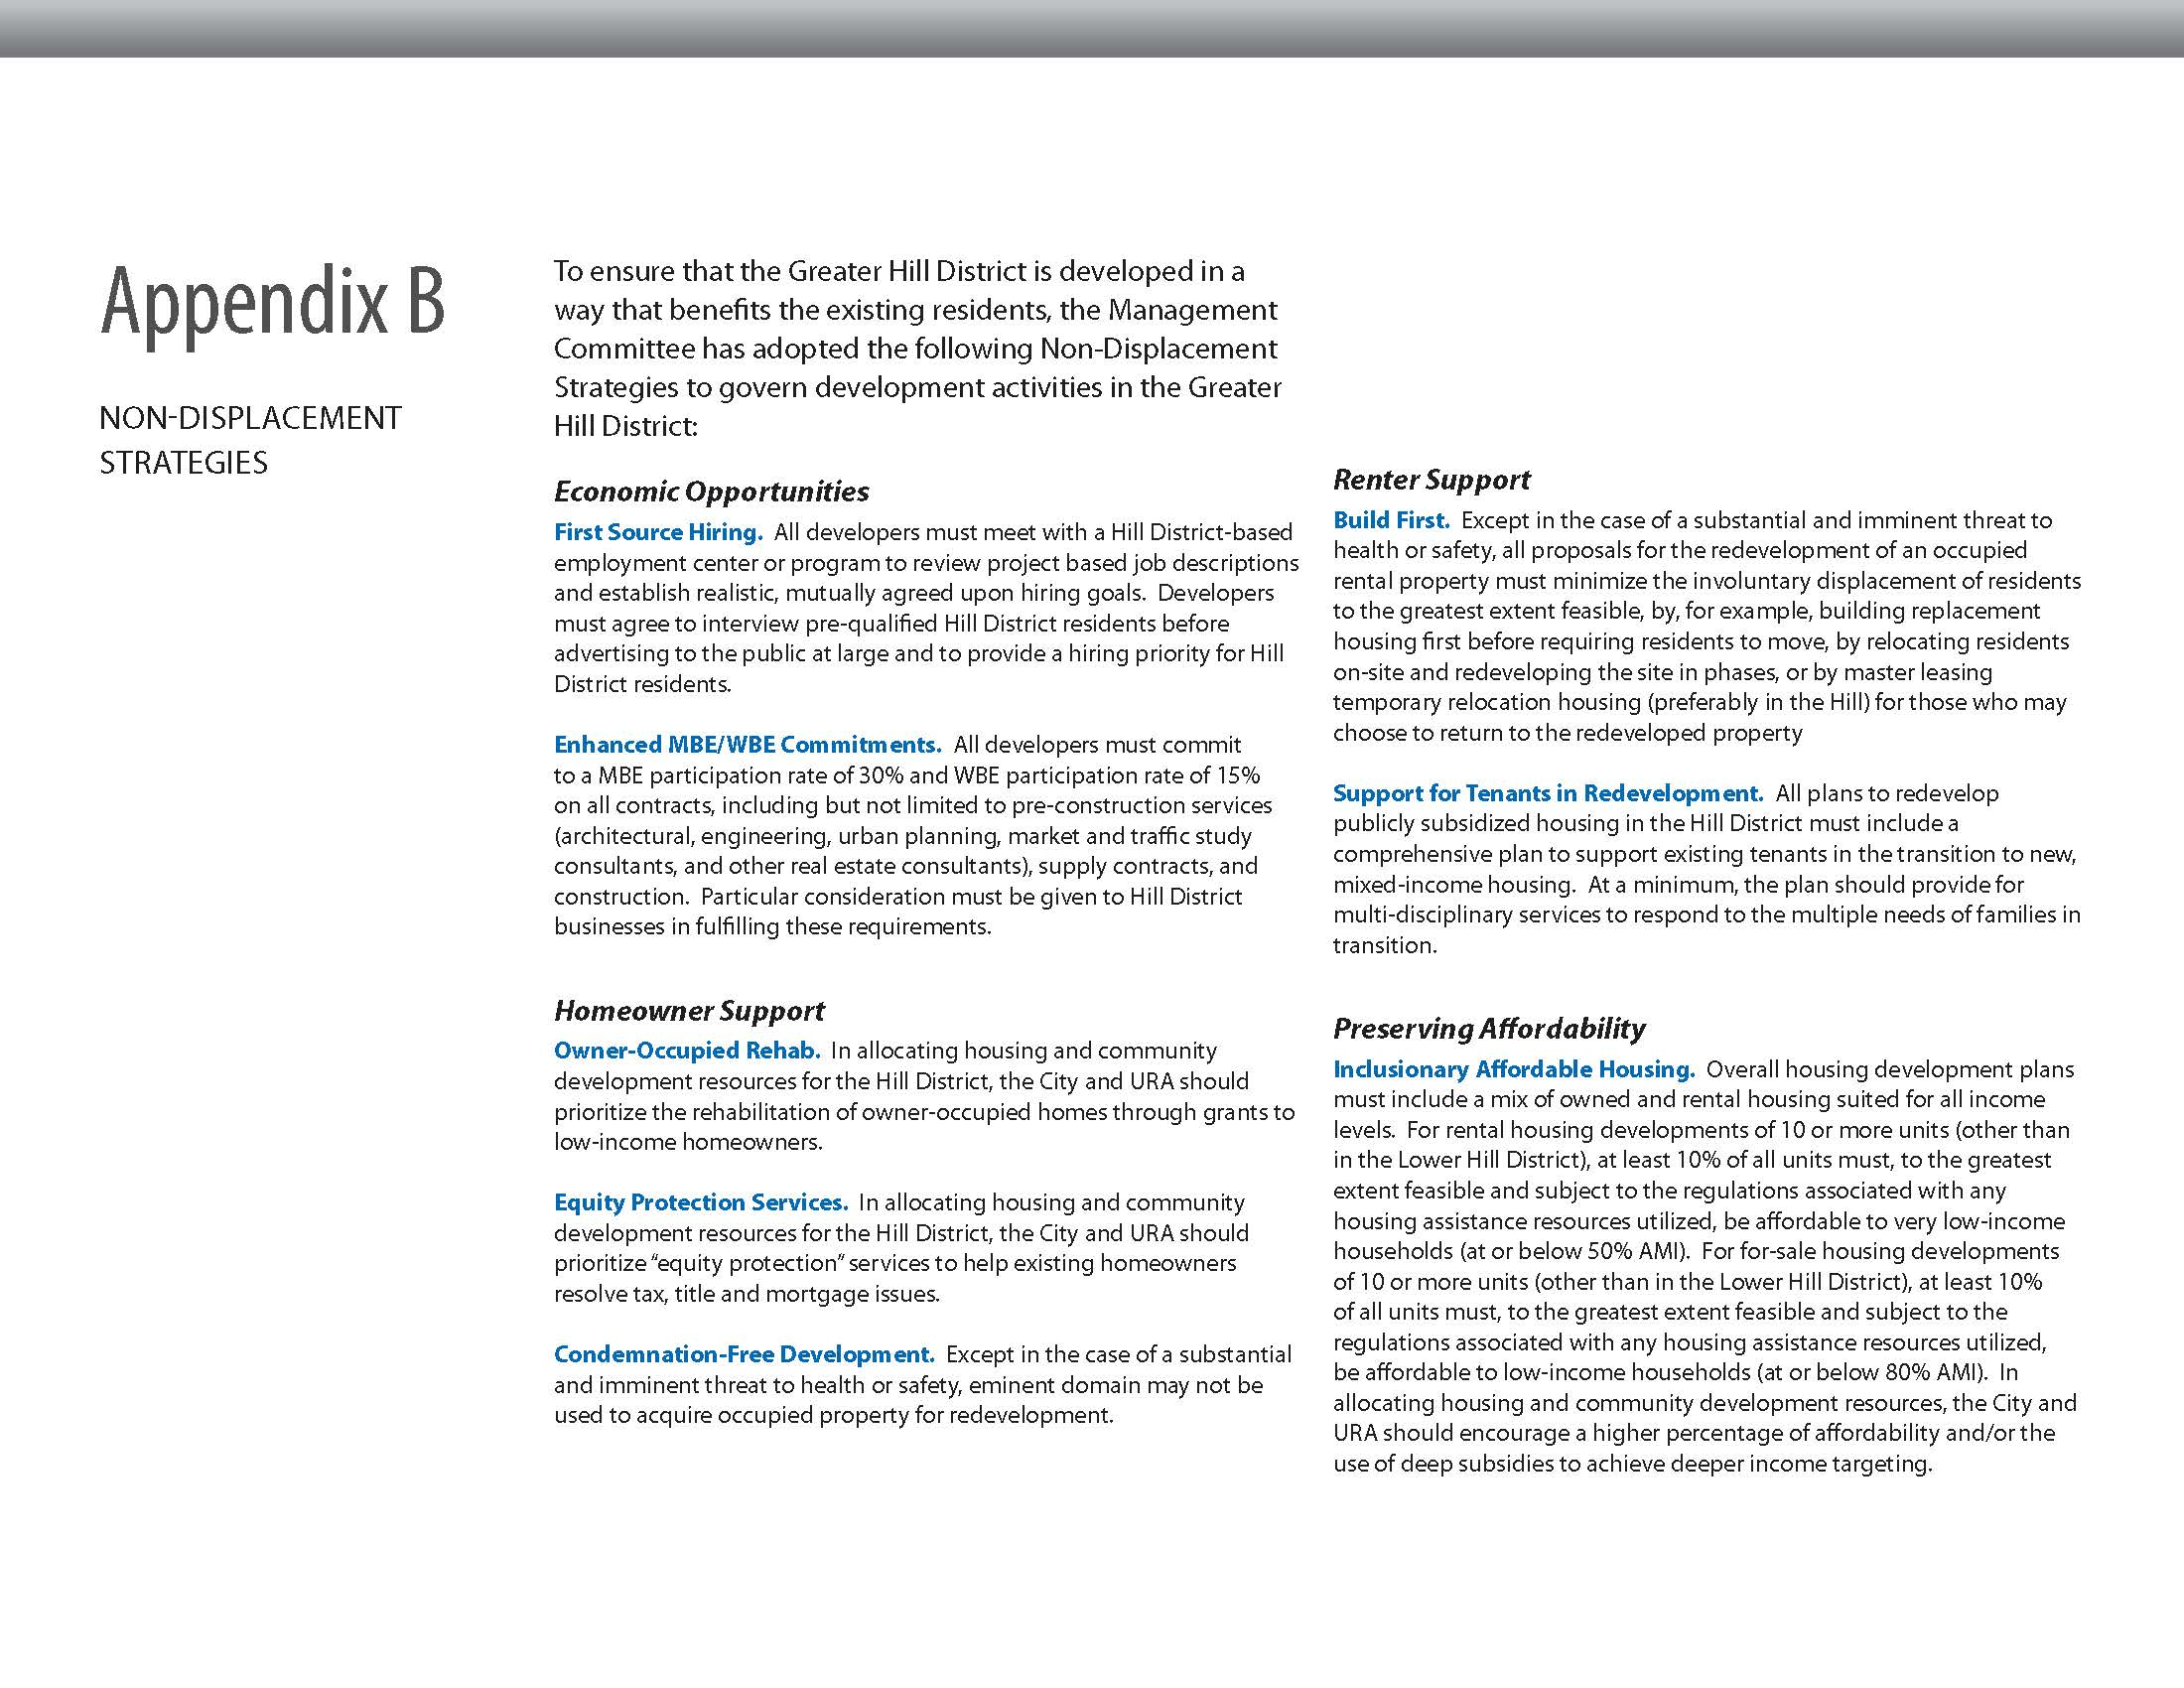 Appendix B
NON-DISPLACEMENT
STRATEGIES
To ensure that the Greater Hill District is developed in a
way that benefits the existing residents, the Management
Committee has adopted the following Non-Displacement
Strategies to govern development activities in the Greater
Hill District:
Economic Opportunities
First Source Hiring. All developers must meet with a Hill District-based
employment center or program to review project based job descriptions
and establish realistic, mutually agreed upon hiring goals. Developers
must agree to interview pre-qualified Hill District residents before
advertising to the public at large and to provide a hiring priority for Hill
District residents.
Enhanced MBE/WBE Commitments. All developers must commit
to a MBE participation rate of 30% and WBE participation rate of 15%
on all contracts, including but not limited to pre-construction services
(architectural, engineering, urban planning, market and traffic study
consultants, and other real estate consultants), supply contracts, and
construction. Particular consideration must be given to Hill District
businesses in fulfilling these requirements.
Homeowner Support
Owner-Occupied Rehab. In allocating housing and community
development resources for the Hill District, the City and URA should
prioritize the rehabilitation of owner-occupied homes through grants to
low-income homeowners.
Equity Protection Services. In allocating housing and community
development resources for the Hill District, the City and URA should
prioritize “equity protection” services to help existing homeowners
resolve tax, title and mortgage issues.
Condemnation-Free Development. Except in the case of a substantial
and imminent threat to health or safety, eminent domain may not be
used to acquire occupied property for redevelopment.
Renter Support
Build First. Except in the case of a substantial and imminent threat to
health or safety, all proposals for the redevelopment of an occupied
rental property must minimize the involuntary displacement of residents
to the greatest extent feasible, by, for example, building replacement
housing first before requiring residents to move, by relocating residents
on-site and redeveloping the site in phases, or by master leasing
temporary relocation housing (preferably in the Hill) for those who may
choose to return to the redeveloped property
Support for Tenants in Redevelopment. All plans to redevelop
publicly subsidized housing in the Hill District must include a
comprehensive plan to support existing tenants in the transition to new,
mixed-income housing. At a minimum, the plan should provide for
multi-disciplinary services to respond to the multiple needs of families in
transition.
Preserving Affordability
Inclusionary Affordable Housing. Overall housing development plans
must include a mix of owned and rental housing suited for all income
levels. For rental housing developments of 10 or more units (other than
in the Lower Hill District), at least 10% of all units must, to the greatest
extent feasible and subject to the regulations associated with any
housing assistance resources utilized, be affordable to very low-income
households (at or below 50% AMI). For for-sale housing developments
of 10 or more units (other than in the Lower Hill District), at least 10%
of all units must, to the greatest extent feasible and subject to the
regulations associated with any housing assistance resources utilized,
be affordable to low-income households (at or below 80% AMI). In
allocating housing and community development resources, the City and
URA should encourage a higher percentage of affordability and/or the
use of deep subsidies to achieve deeper income targeting.